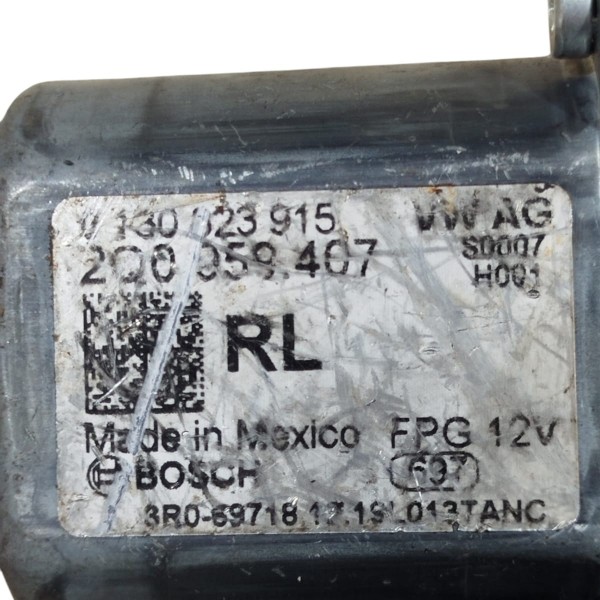 0 130 823 915 VW AG
2Q0 959 407 S0007
H001
RL
Made in Mexico FPG 12V
BOSCH 697
3R0-69718 17.19L013TANC